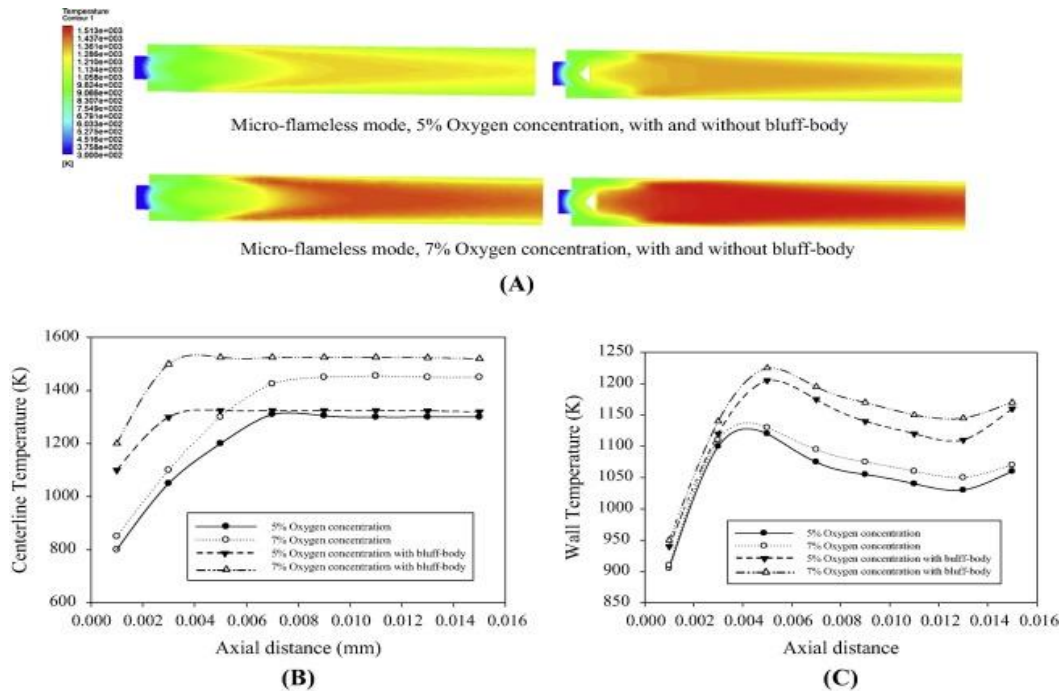 Temperature
Contour 1
1.513e+003
1.437e+003
1.361e+003
1.286e+003
1.210e+003
1.134e+003
1.058e+003
9.824e+002
9.066e+002
8.307e+002
7.549e+002
6.791e+002
6.033e+002
5.275e+002
4.516e+002
3.758e+002
3.000e+002
[K]
Micro-flameless mode, 5% Oxygen concentration, with and without bluff-body
Micro-flameless mode, 7% Oxygen concentration, with and without bluff-body
(A)
Centerline Temperature (K)
1600
1400
1200
1000
800
600
5% Oxygen concentration
7% Oxygen concentration
5% Oxygen concentration with bluff-body
7% Oxygen concentration with bluff-body
0.000 0.002 0.004 0.006 0.008 0.010 0.012 0.014 0.016
Axial distance (mm)
(B)
Wall Temperature (K)
1250
1200
1150
1100
1050
1000
950
900
850
5% Oxygen concentration
7% Oxygen concentration
5% Oxygen concentration with bluff-body
7% Oxygen concentration with bluff-body
0.000 0.002 0.004 0.006 0.008 0.010 0.012 0.014 0.016
Axial distance
(C)